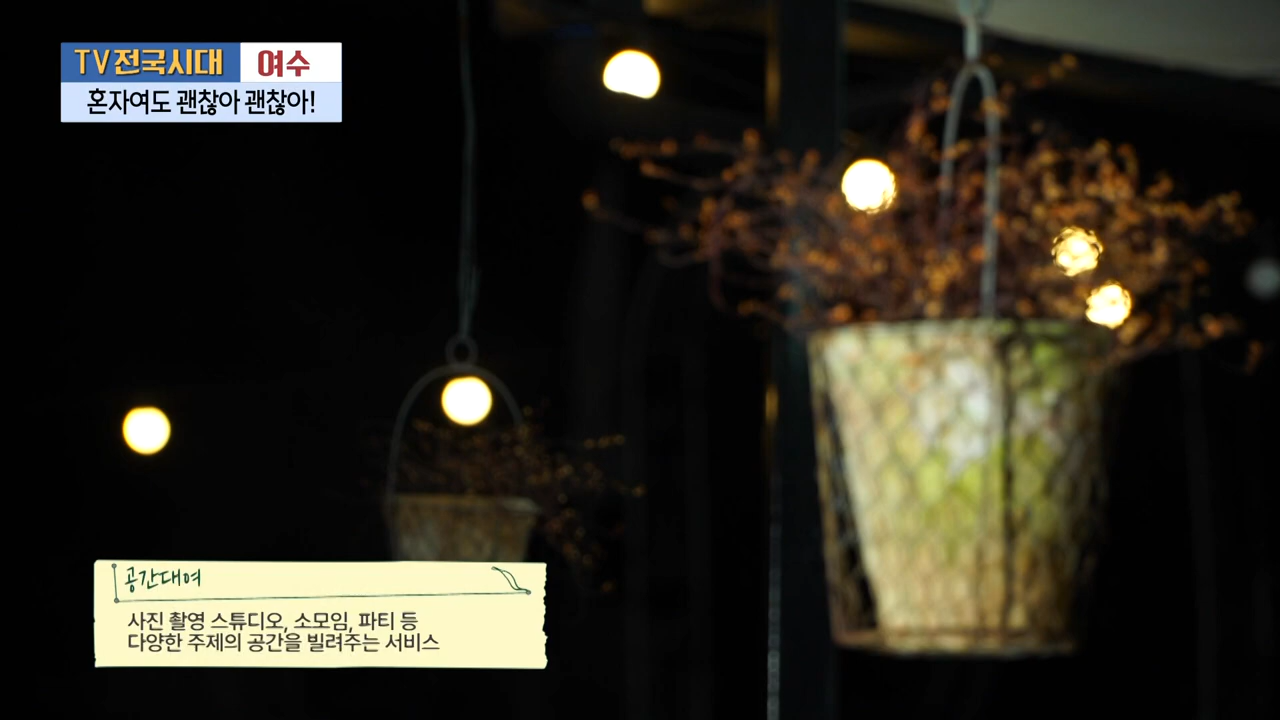 TV전국시대 여수
혼자여도 괜찮아 괜찮아!
공간대여
사진 촬영 스튜디오, 소모임, 파티 등
다양한 주제의 공간을 빌려주는 서비스